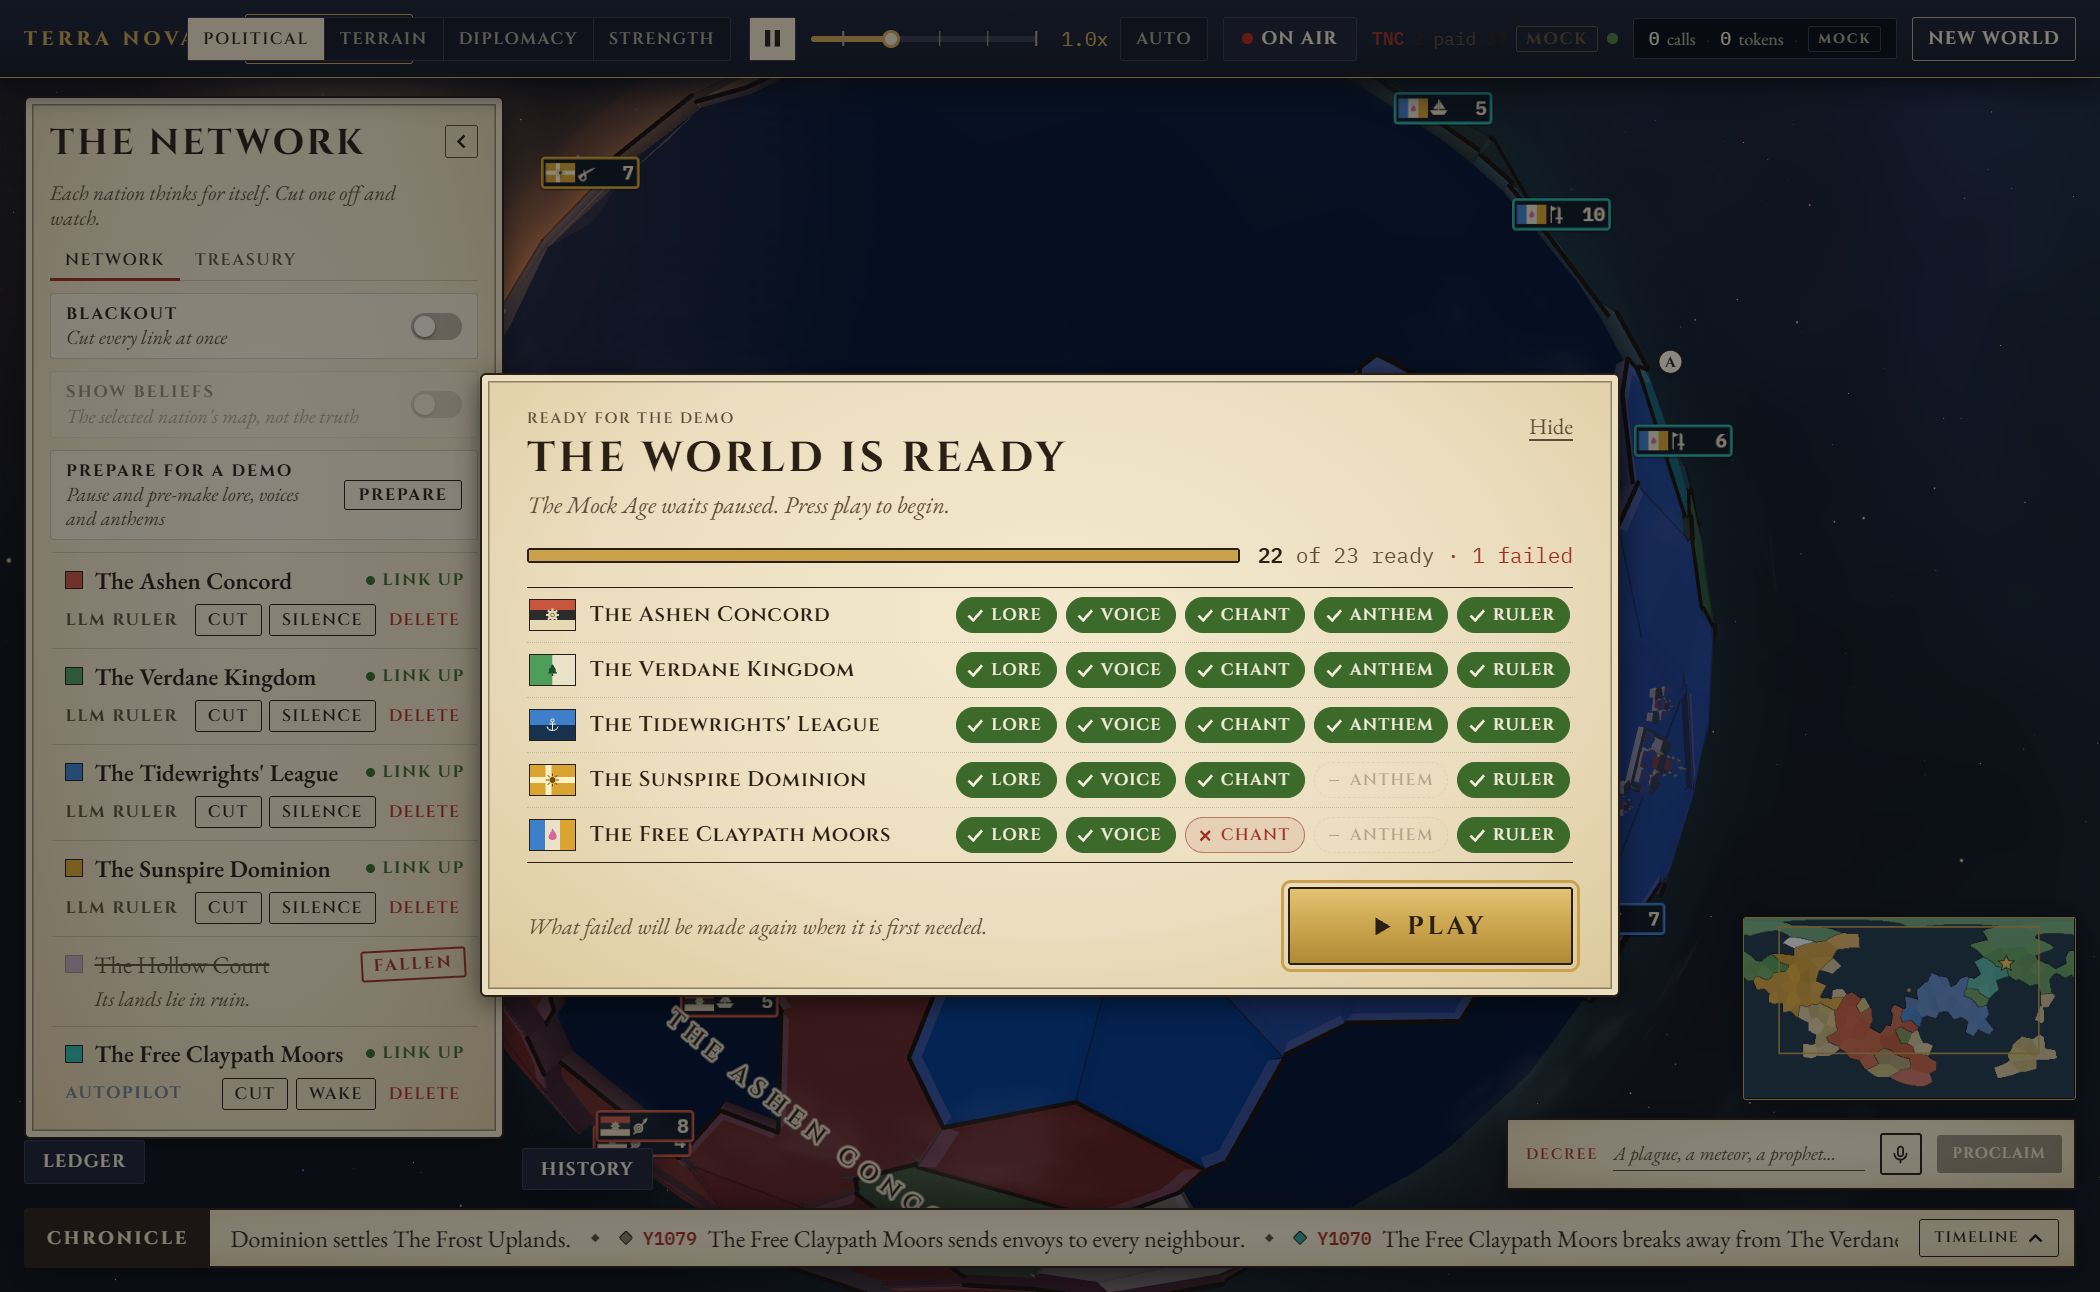 TERRA NOVA
POLITICAL TERRAIN DIPLOMACY STRENGTH
1.0x AUTO ON AIR TNC paid MOCK 0 calls · 0 tokens · MOCK NEW WORLD
THE NETWORK
Each nation thinks for itself. Cut one off and
watch.
NETWORK TREASURY
BLACKOUT
Cut every link at once
SHOW BELIEFS
The selected nation's map, not the truth
PREPARE FOR A DEMO
Pause and pre-make lore, voices
and anthems
PREPARE
The Ashen Concord LINK UP
LLM RULER CUT SILENCE DELETE
The Verdane Kingdom LINK UP
LLM RULER CUT SILENCE DELETE
The Tidewrights' League LINK UP
LLM RULER CUT SILENCE DELETE
The Sunspire Dominion LINK UP
LLM RULER CUT SILENCE DELETE
The Hollow Court FALLEN
Its lands lie in ruin.
The Free Claypath Moors LINK UP
AUTOPILOT CUT WAKE DELETE
LEDGER
7
5
10
A
6
READY FOR THE DEMO
THE WORLD IS READY
Hide
The Mock Age waits paused. Press play to begin.
22 of 23 ready · 1 failed
THE ASHEN CONCORD LORE VOICE CHANT ANTHEM RULER
THE VERDANE KINGDOM LORE VOICE CHANT ANTHEM RULER
THE TIDEWRIGHTS' LEAGUE LORE VOICE CHANT ANTHEM RULER
THE SUNSPIRE DOMINION LORE VOICE CHANT – ANTHEM RULER
THE FREE CLAYPATH MOORS LORE VOICE CHANT – ANTHEM RULER
What failed will be made again when it is first needed.
PLAY
7
5
THE ASHEN CONC
8
HISTORY
DECREE A plague, a meteor, a prophet... PROCLAIM
CHRONICLE Dominion settles The Frost Uplands. Y1079 The Free Claypath Moors sends envoys to every neighbour. Y1070 The Free Claypath Moors breaks away from The Verdane TIMELINE